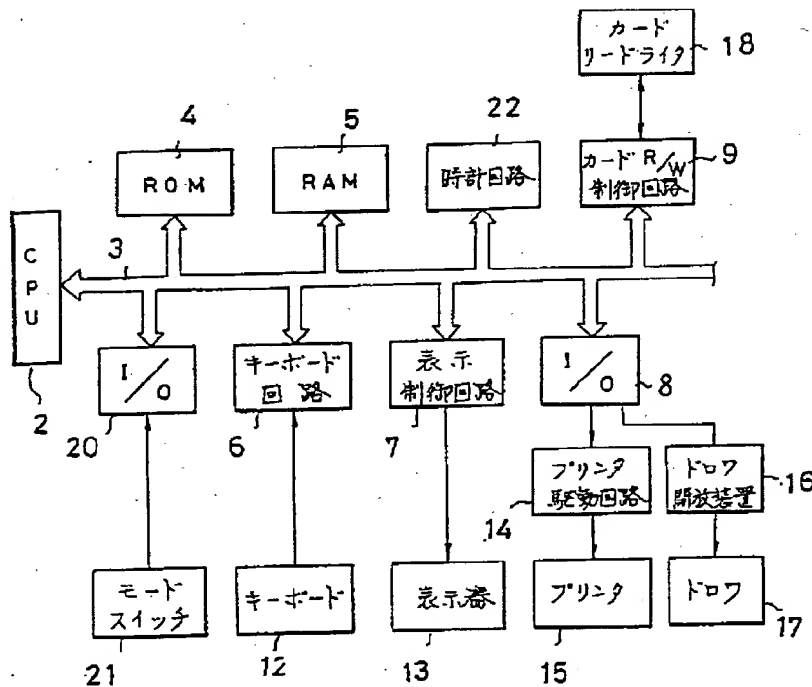 カード
リードライタ
18
4
5
22
ROM
RAM
時計回路
カード R/W
制御回路
9
3
CPU
2
I/O
20
キーボード
回路
6
表示
制御回路
7
I/O
8
プリンタ
駆動回路
14
ドロワ
開放装置
16
モード
スイッチ
21
キーボード
12
表示器
13
プリンタ
15
ドロワ
17